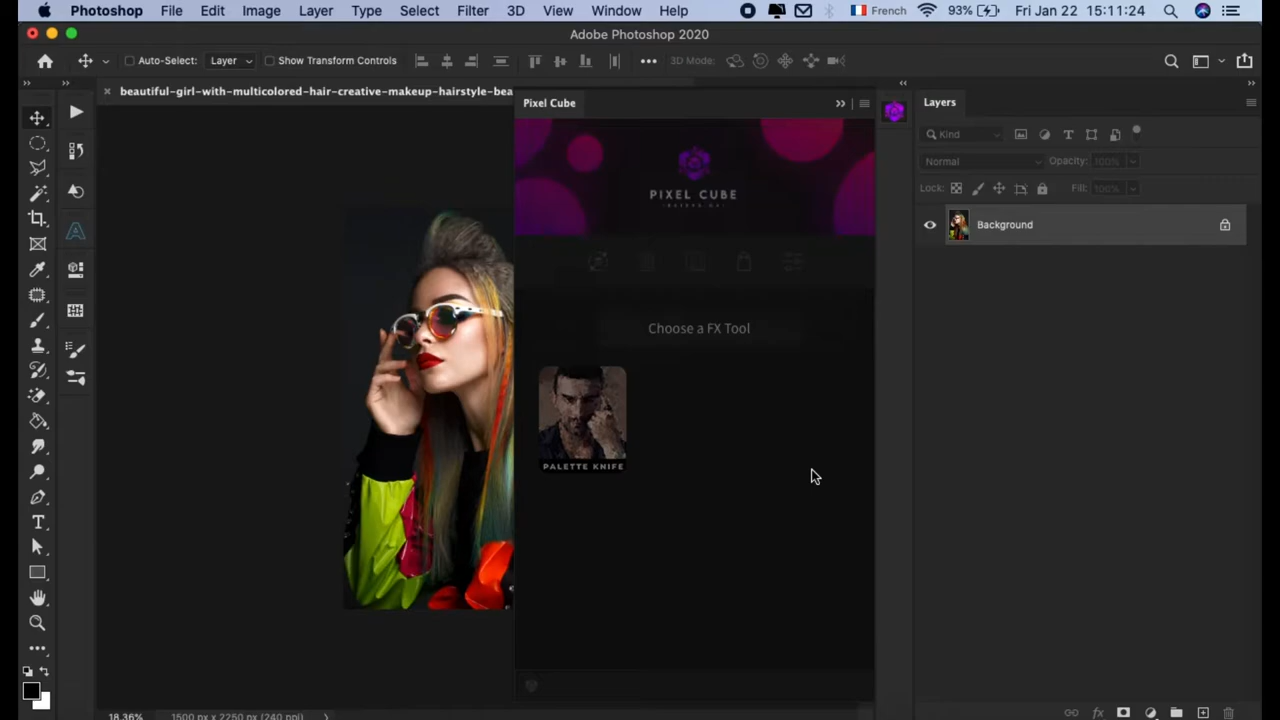 Photoshop File Edit Image Layer Type Select Filter 3D View Window Help French 93% Fri Jan 22 15:11:24
Adobe Photoshop 2020
Auto-Select: Layer Show Transform Controls 3D Mode:
beautiful-girl-with-multicolored-hair-creative-makeup-hairstyle-bea
Pixel Cube
PIXEL CUBE
Choose a FX Tool
PALETTE KNIFE
Layers
Kind
Normal Opacity: 100%
Lock: Fill: 100%
Background
18.36% 1500 px x 2250 px (240 ppi)